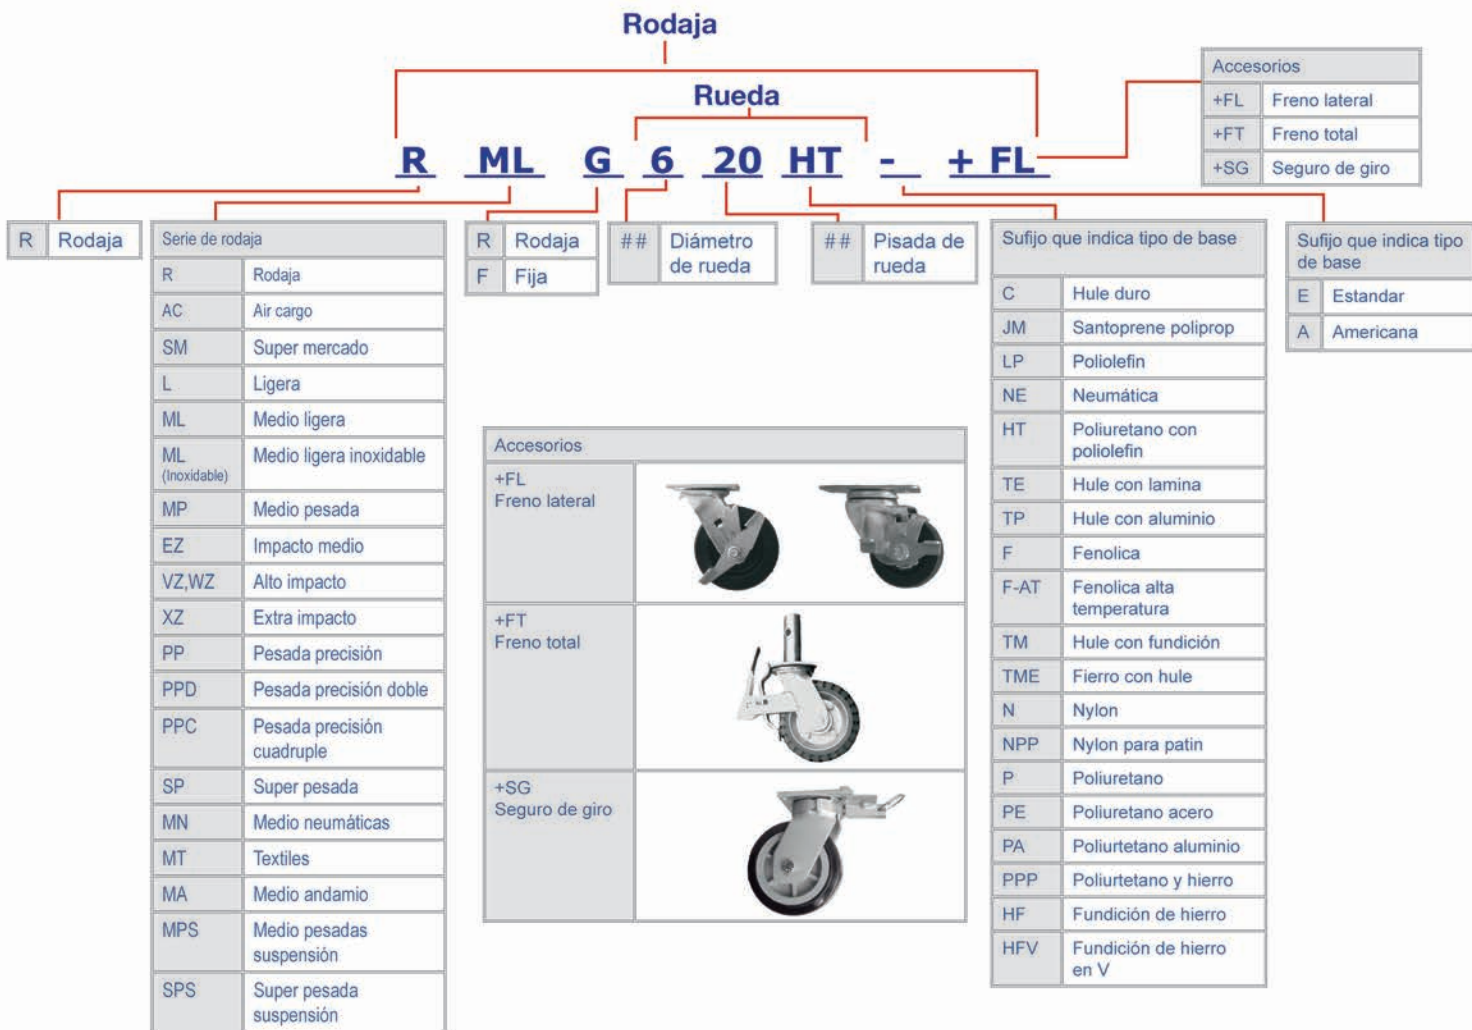 Rodaja
Rueda
R ML G 6 20 HT - + FL
Accesorios
+FL Freno lateral
+FT Freno total
+SG Seguro de giro
R Rodaja
Serie de rodaja
R Rodaja
AC Air cargo
SM Super mercado
L Ligera
ML Medio ligera
ML Medio ligera inoxidable
(Inoxidable)
MP Medio pesada
EZ Impacto medio
VZ,WZ Alto impacto
XZ Extra impacto
PP Pesada precisión
PPD Pesada precisión doble
PPC Pesada precisión
cuadruple
SP Super pesada
MN Medio neumáticas
MT Textiles
MA Medio andamio
MPS Medio pesadas
suspensión
SPS Super pesada
suspensión
R Rodaja
F Fija
## Diámetro
de rueda
## Pisada de
rueda
Sufijo que indica tipo de base
C Hule duro
JM Santoprene poliprop
LP Poliolefin
NE Neumática
HT Poliuretano con
poliolefin
TE Hule con lamina
TP Hule con aluminio
F Fenolica
F-AT Fenolica alta
temperatura
TM Hule con fundición
TME Fierro con hule
N Nylon
NPP Nylon para patin
P Poliuretano
PE Poliuretano acero
PA Poliurtetano aluminio
PPP Poliurtetano y hierro
HF Fundición de hierro
HFV Fundición de hierro
en V
Sufijo que indica tipo
de base
E Estandar
A Americana
Accesorios
+FL
Freno lateral
+FT
Freno total
+SG
Seguro de giro